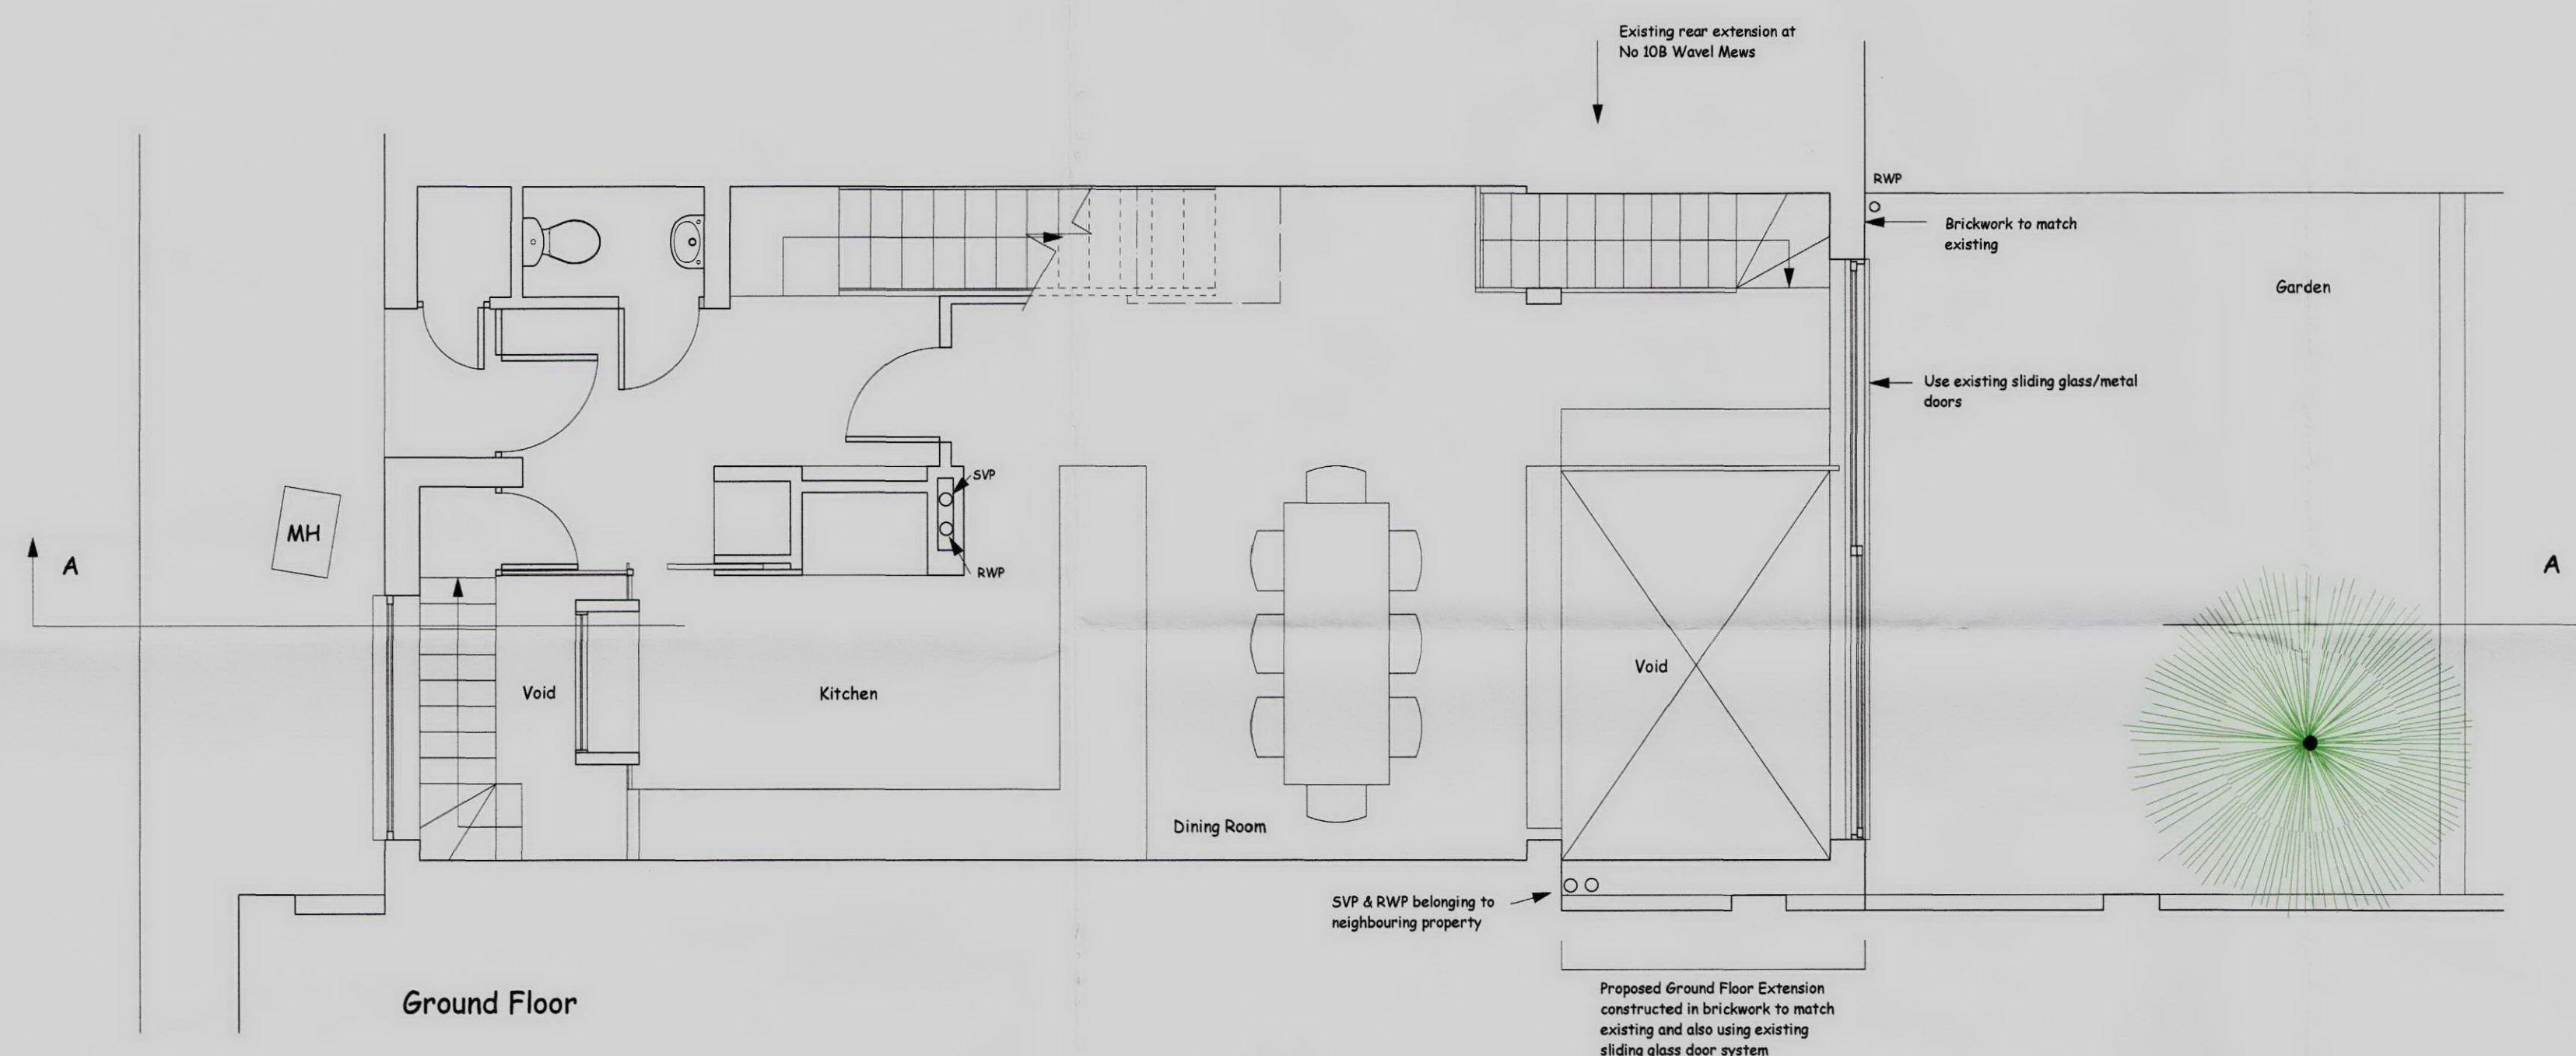 Existing rear extension at
No 10B Wavel Mews
RWP
Brickwork to match
existing
Garden
Use existing sliding glass/metal
doors
SVP
MH
A
A
RWP
Void
Kitchen
Void
Dining Room
SVP & RWP belonging to
neighbouring property
Ground Floor
Proposed Ground Floor Extension
constructed in brickwork to match
existing and also using existing
sliding glass door system